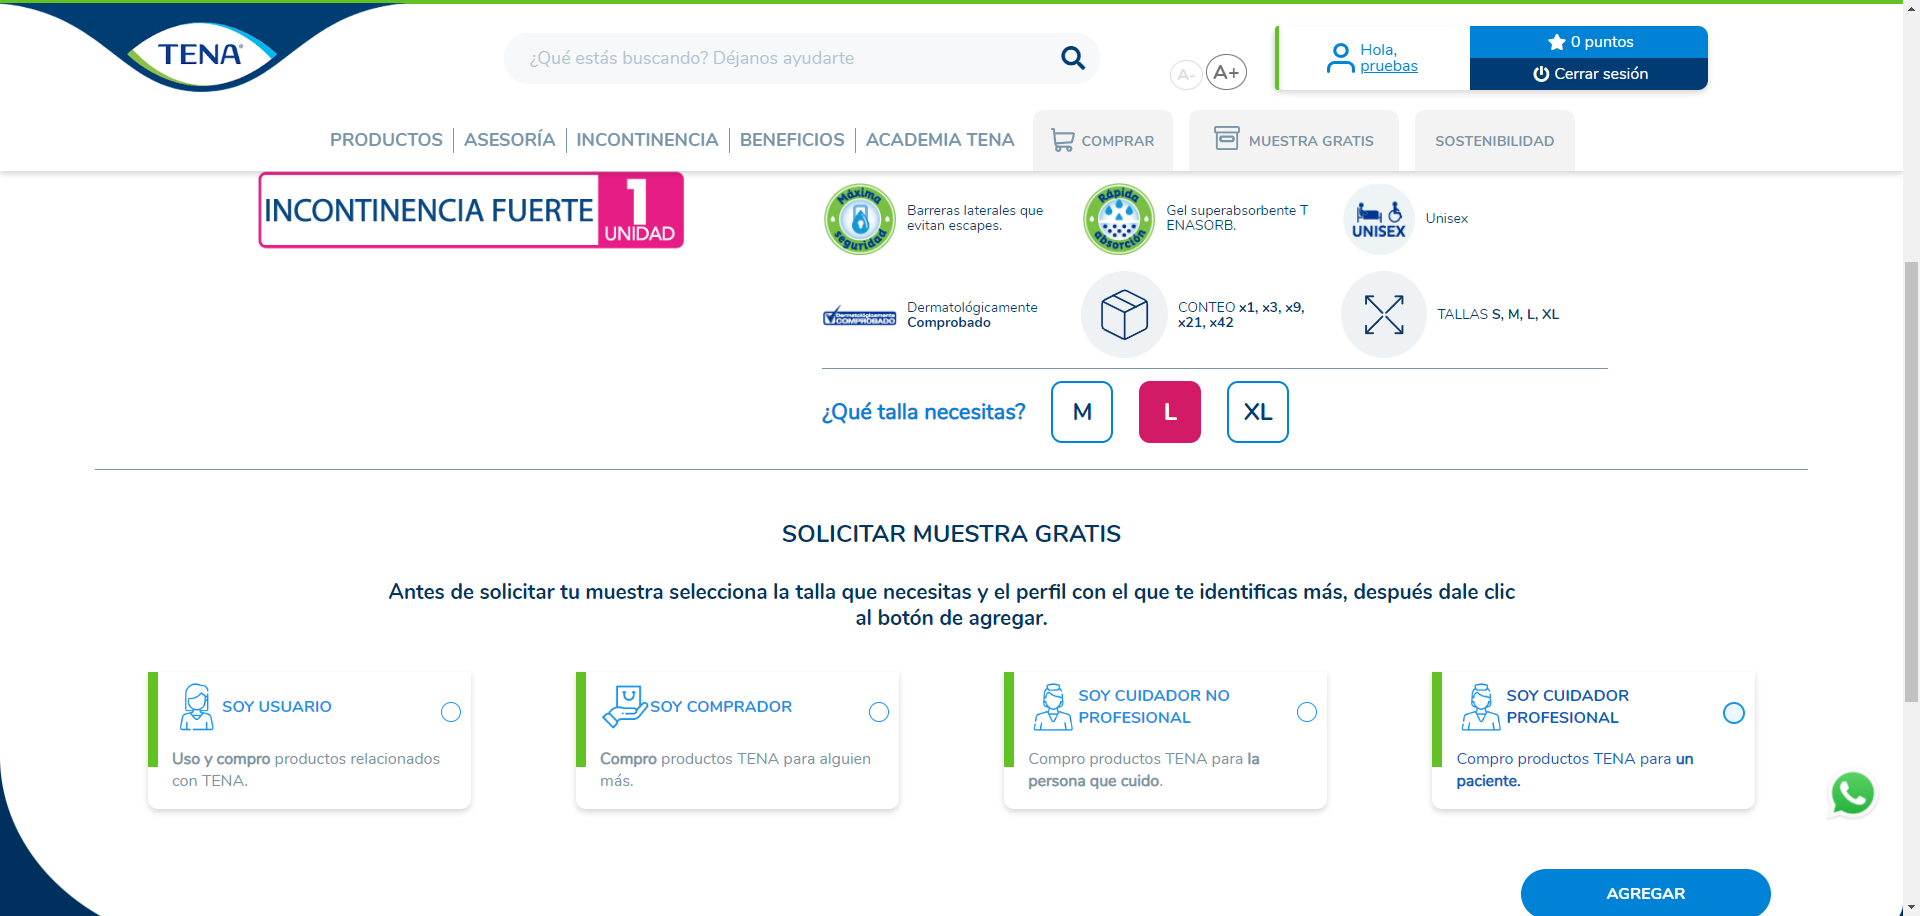 TENA®
¿Qué estás buscando? Déjanos ayudarte
A-
A+
Hola,
pruebas
0 puntos
Cerrar sesión
PRODUCTOS
ASESORÍA
INCONTINENCIA
BENEFICIOS
ACADEMIA TENA
COMPRAR
MUESTRA GRATIS
SOSTENIBILIDAD
INCONTINENCIA FUERTE
1
UNIDAD
Máxima
seguridad
Barreras laterales que
evitan escapes.
Rápida
absorción
Gel superabsorbente T
ENASORB.
UNISEX
Unisex
Dermatológicamente
COMPROBADO
Dermatológicamente
Comprobado
CONTEO x1, x3, x9,
x21, x42
TALLAS S, M, L, XL
¿Qué talla necesitas?
M
L
XL
SOLICITAR MUESTRA GRATIS
Antes de solicitar tu muestra selecciona la talla que necesitas y el perfil con el que te identificas más, después dale clic
al botón de agregar.
SOY USUARIO
Uso y compro productos relacionados
con TENA.
SOY COMPRADOR
Compro productos TENA para alguien
más.
SOY CUIDADOR NO
PROFESIONAL
Compro productos TENA para la
persona que cuido.
SOY CUIDADOR
PROFESIONAL
Compro productos TENA para un
paciente.
AGREGAR